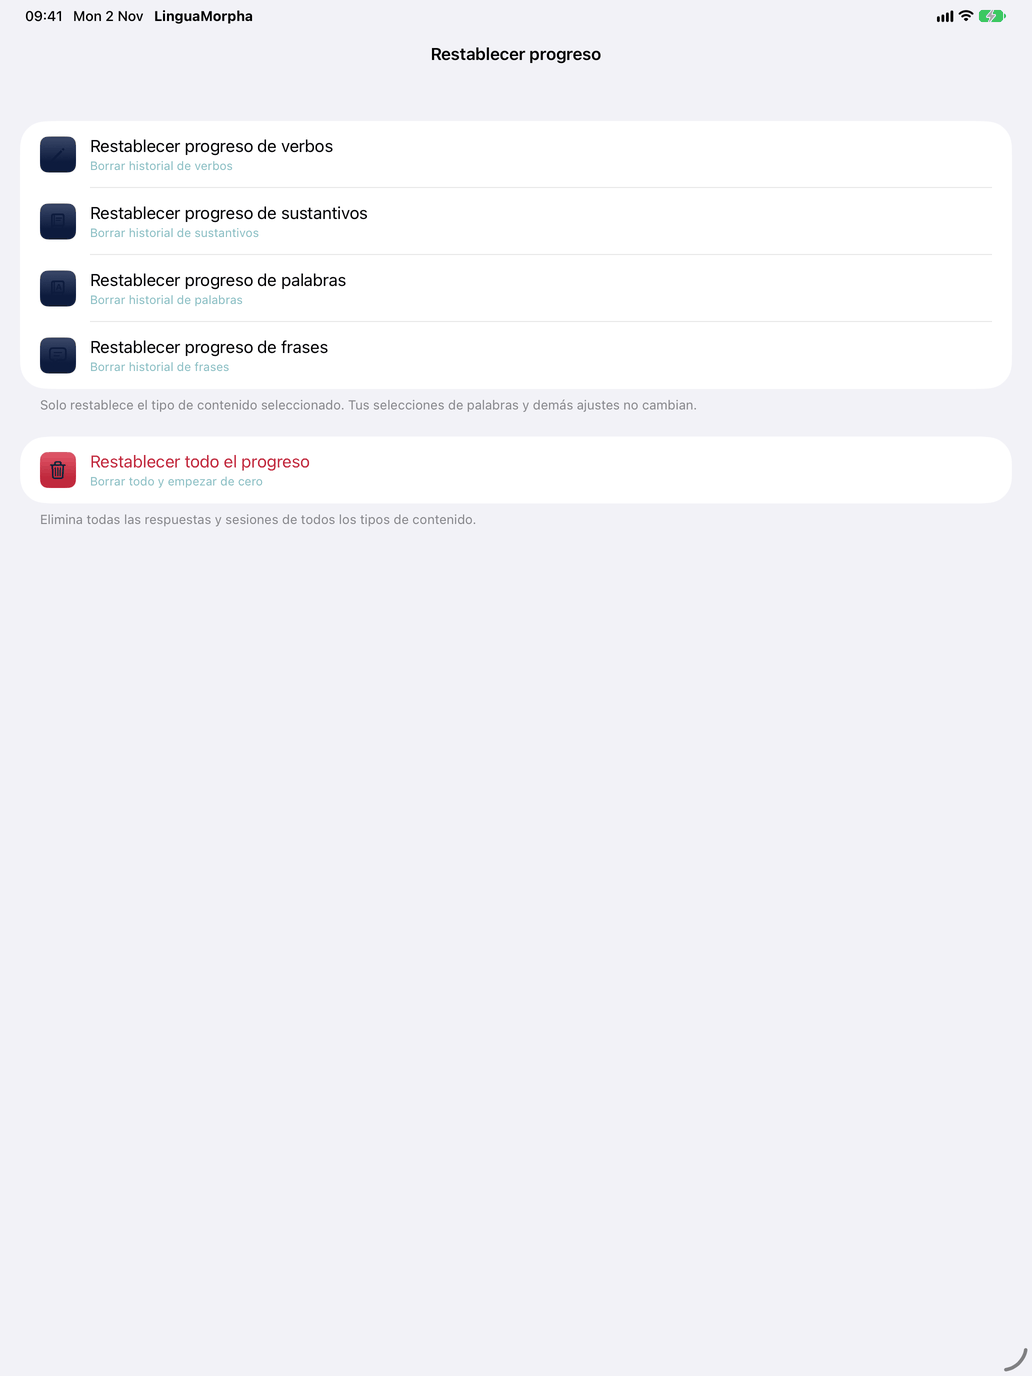 09:41 Mon 2 Nov LinguaMorpha
Restablecer progreso
Restablecer progreso de verbos
Borrar historial de verbos
Restablecer progreso de sustantivos
Borrar historial de sustantivos
Restablecer progreso de palabras
Borrar historial de palabras
Restablecer progreso de frases
Borrar historial de frases
Solo restablece el tipo de contenido seleccionado. Tus selecciones de palabras y demás ajustes no cambian.
Restablecer todo el progreso
Borrar todo y empezar de cero
Elimina todas las respuestas y sesiones de todos los tipos de contenido.